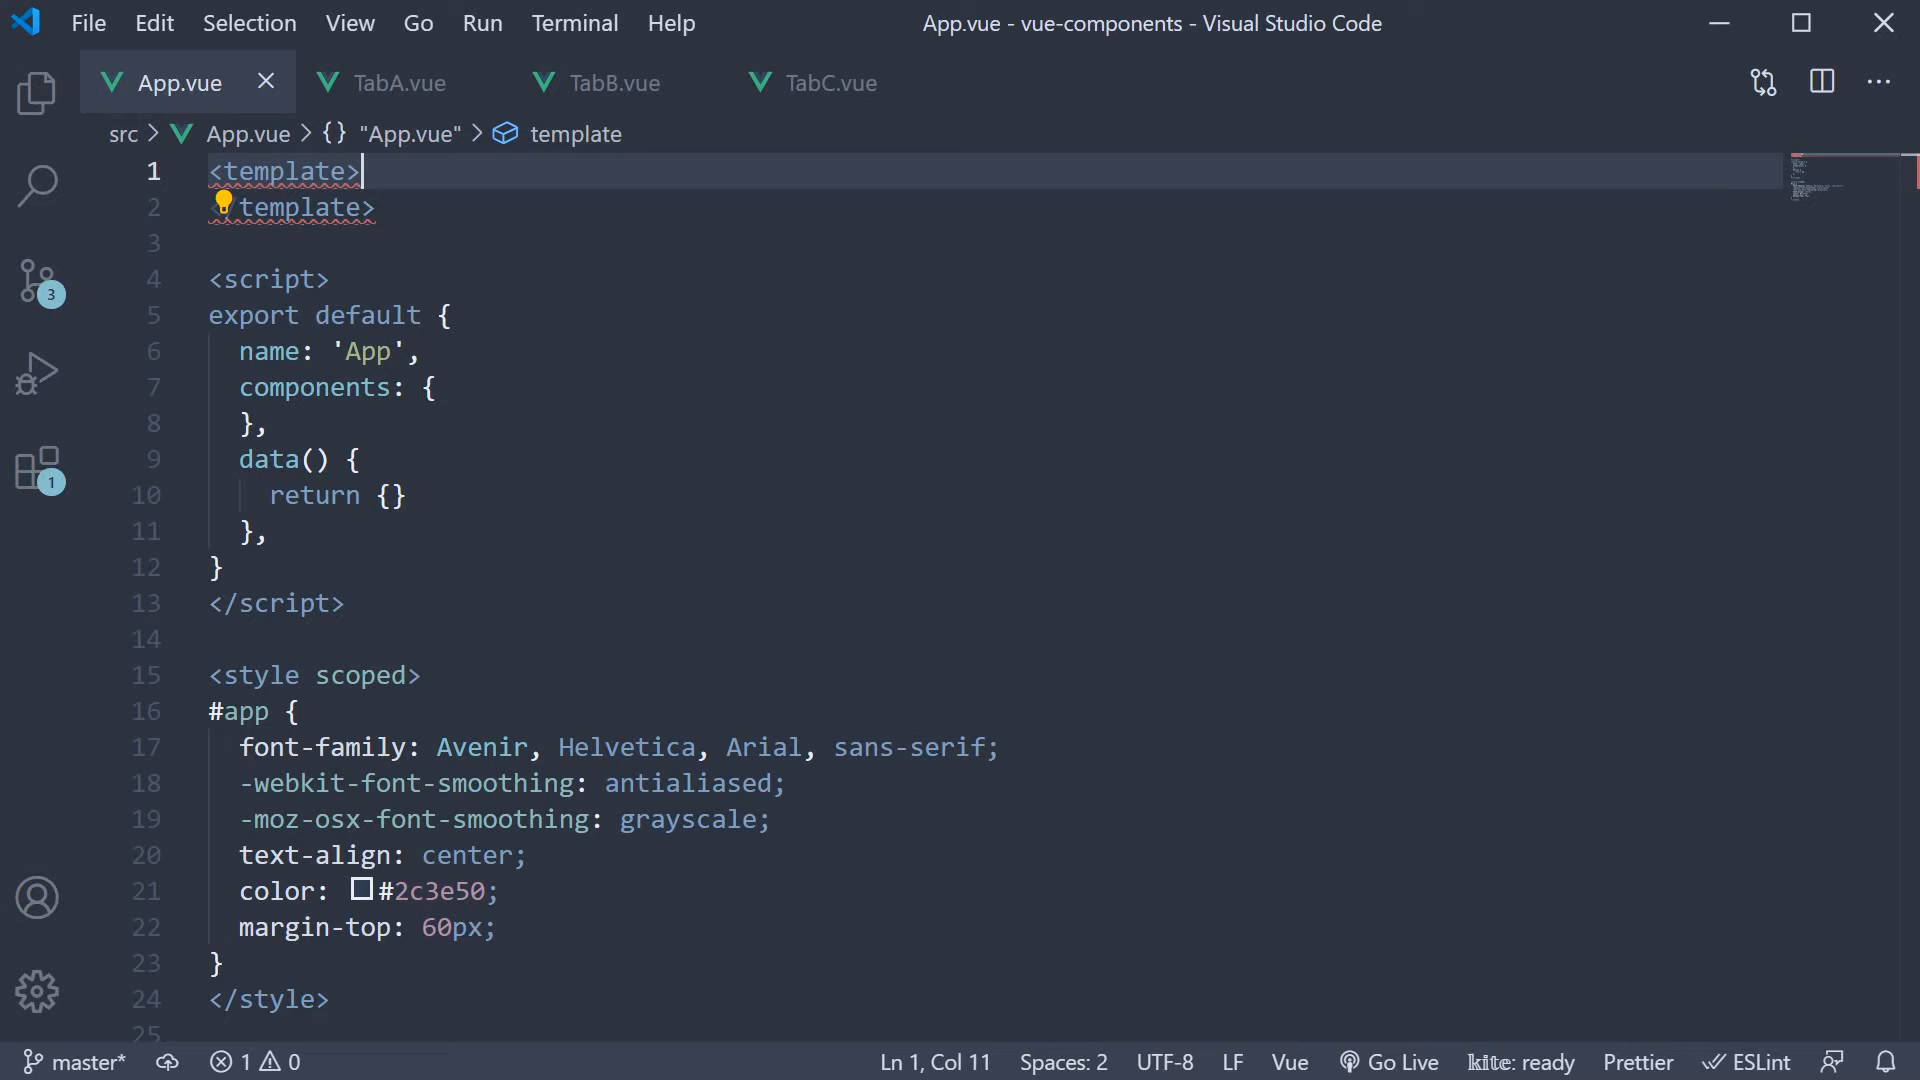 File Edit Selection View Go Run Terminal Help App.vue - vue-components - Visual Studio Code
App.vue TabA.vue TabB.vue TabC.vue
src > App.vue > {} "App.vue" > template
1 <template>
2 </template>
3
4 <script>
5 export default {
6 name: 'App',
7 components: {
8 },
9 data() {
10 return {}
11 },
12 }
13 </script>
14
15 <style scoped>
16 #app {
17 font-family: Avenir, Helvetica, Arial, sans-serif;
18 -webkit-font-smoothing: antialiased;
19 -moz-osx-font-smoothing: grayscale;
20 text-align: center;
21 color: #2c3e50;
22 margin-top: 60px;
23 }
24 </style>
25
3
1
master* 1 0 Ln 1, Col 11 Spaces: 2 UTF-8 LF Vue Go Live kite: ready Prettier ESLint